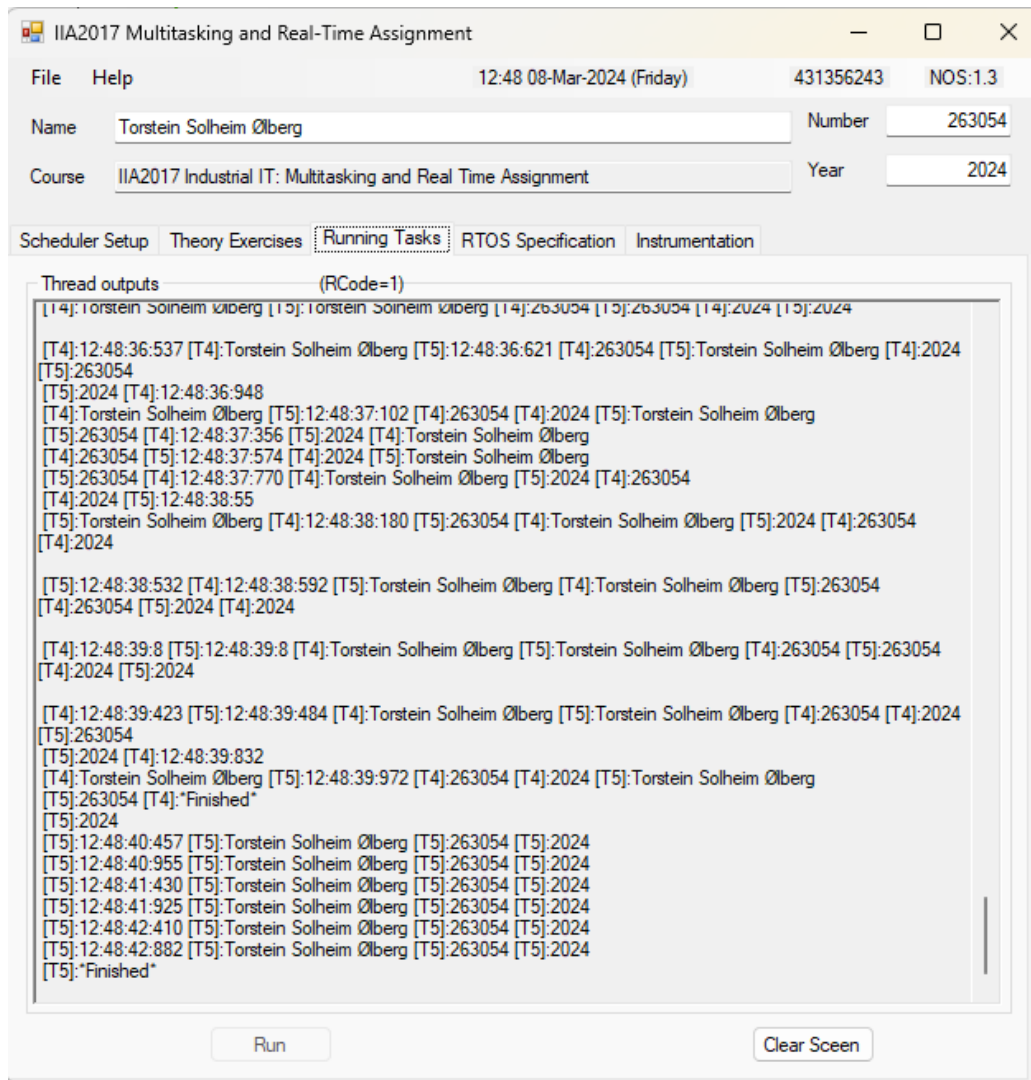 IIA2017 Multitasking and Real-Time Assignment
File Help 12:48 08-Mar-2024 (Friday) 431356243 NOS:1.3
Name Torstein Solheim Ølberg Number 263054
Course IIA2017 Industrial IT: Multitasking and Real Time Assignment Year 2024
Scheduler Setup Theory Exercises Running Tasks RTOS Specification Instrumentation
Thread outputs (RCode=1)
[T4]:Torstein Solheim Ølberg [T5]:Torstein Solheim Ølberg [T4]:263054 [T5]:263054 [T4]:2024 [T5]:2024
[T4]:12:48:36:537 [T4]:Torstein Solheim Ølberg [T5]:12:48:36:621 [T4]:263054 [T5]:Torstein Solheim Ølberg [T4]:2024
[T5]:263054
[T5]:2024 [T4]:12:48:36:948
[T4]:Torstein Solheim Ølberg [T5]:12:48:37:102 [T4]:263054 [T4]:2024 [T5]:Torstein Solheim Ølberg
[T5]:263054 [T4]:12:48:37:356 [T5]:2024 [T4]:Torstein Solheim Ølberg
[T4]:263054 [T5]:12:48:37:574 [T4]:2024 [T5]:Torstein Solheim Ølberg
[T5]:263054 [T4]:12:48:37:770 [T4]:Torstein Solheim Ølberg [T5]:2024 [T4]:263054
[T4]:2024 [T5]:12:48:38:55
[T5]:Torstein Solheim Ølberg [T4]:12:48:38:180 [T5]:263054 [T4]:Torstein Solheim Ølberg [T5]:2024 [T4]:263054
[T4]:2024
[T5]:12:48:38:532 [T4]:12:48:38:592 [T5]:Torstein Solheim Ølberg [T4]:Torstein Solheim Ølberg [T5]:263054
[T4]:263054 [T5]:2024 [T4]:2024
[T4]:12:48:39:8 [T5]:12:48:39:8 [T4]:Torstein Solheim Ølberg [T5]:Torstein Solheim Ølberg [T4]:263054 [T5]:263054
[T4]:2024 [T5]:2024
[T4]:12:48:39:423 [T5]:12:48:39:484 [T4]:Torstein Solheim Ølberg [T5]:Torstein Solheim Ølberg [T4]:263054 [T4]:2024
[T5]:263054
[T5]:2024 [T4]:12:48:39:832
[T4]:Torstein Solheim Ølberg [T5]:12:48:39:972 [T4]:263054 [T4]:2024 [T5]:Torstein Solheim Ølberg
[T5]:263054 [T4]:*Finished*
[T5]:2024
[T5]:12:48:40:457 [T5]:Torstein Solheim Ølberg [T5]:263054 [T5]:2024
[T5]:12:48:40:955 [T5]:Torstein Solheim Ølberg [T5]:263054 [T5]:2024
[T5]:12:48:41:430 [T5]:Torstein Solheim Ølberg [T5]:263054 [T5]:2024
[T5]:12:48:41:925 [T5]:Torstein Solheim Ølberg [T5]:263054 [T5]:2024
[T5]:12:48:42:410 [T5]:Torstein Solheim Ølberg [T5]:263054 [T5]:2024
[T5]:12:48:42:882 [T5]:Torstein Solheim Ølberg [T5]:263054 [T5]:2024
[T5]:*Finished*
Run Clear Sceen